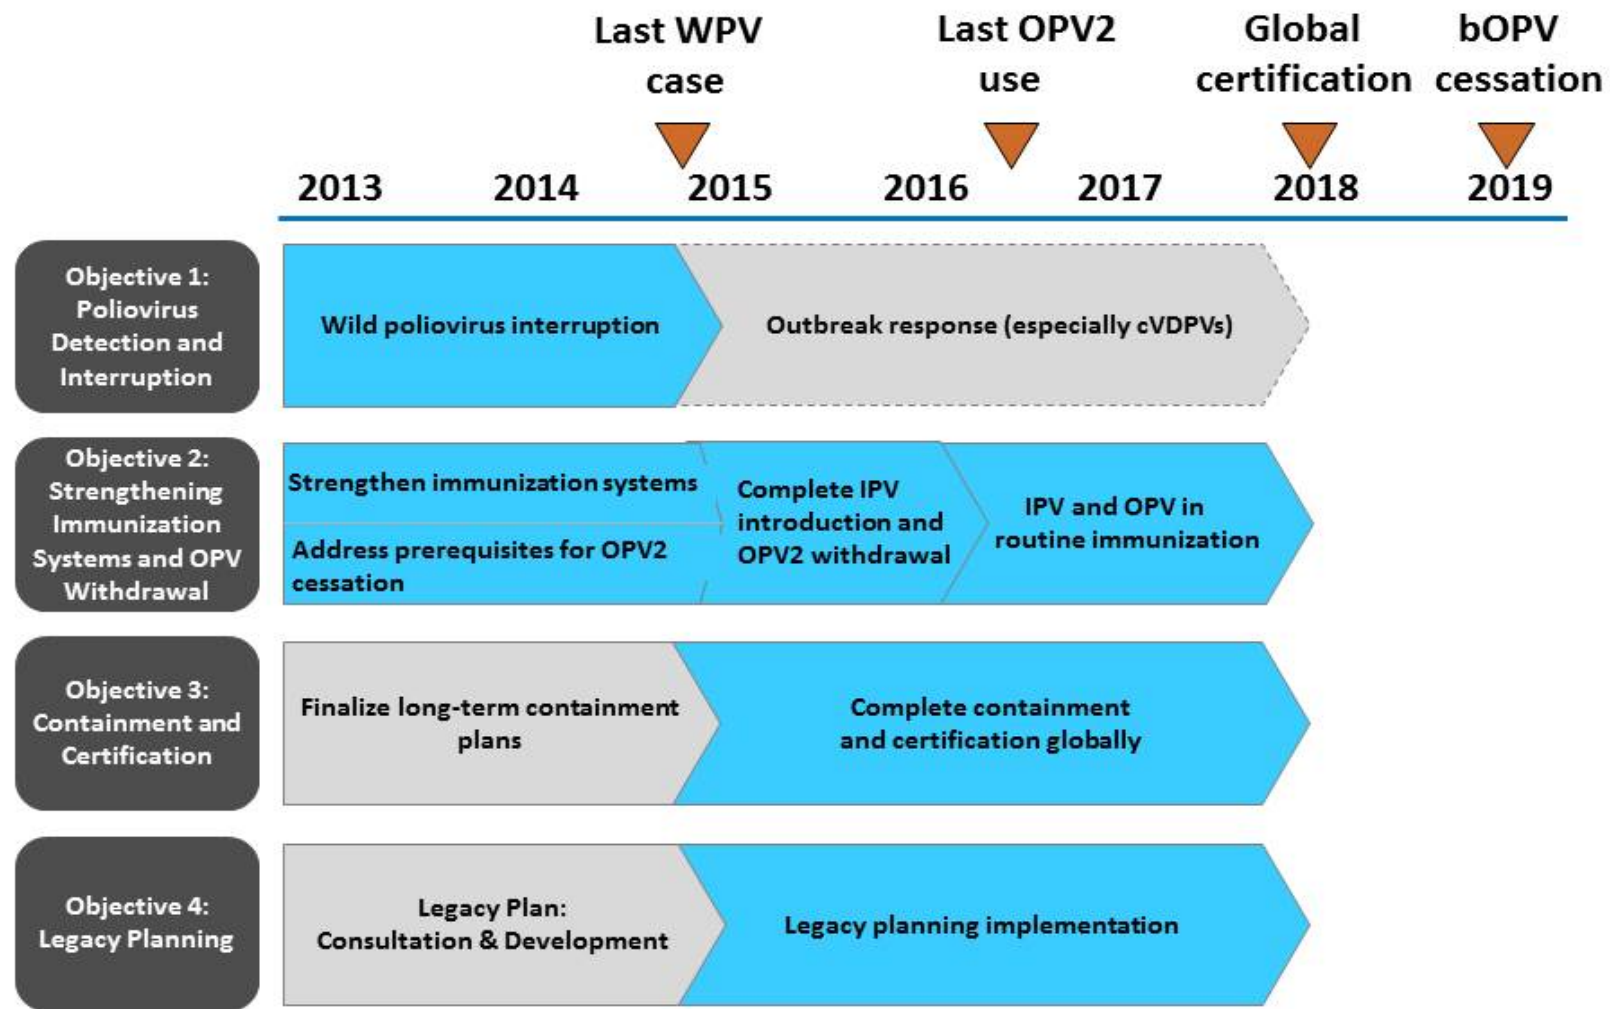 Last WPV
case
Last OPV2
use
Global
certification
bOPV
cessation
2013 2014 2015 2016 2017 2018 2019
Objective 1:
Poliovirus
Detection and
Interruption
Wild poliovirus interruption
Outbreak response (especially cVDPVs)
Objective 2:
Strengthening
Immunization
Systems and OPV
Withdrawal
Strengthen immunization systems
Address prerequisites for OPV2
cessation
Complete IPV
introduction and
OPV2 withdrawal
IPV and OPV in
routine immunization
Objective 3:
Containment and
Certification
Finalize long-term containment
plans
Complete containment
and certification globally
Objective 4:
Legacy Planning
Legacy Plan:
Consultation & Development
Legacy planning implementation